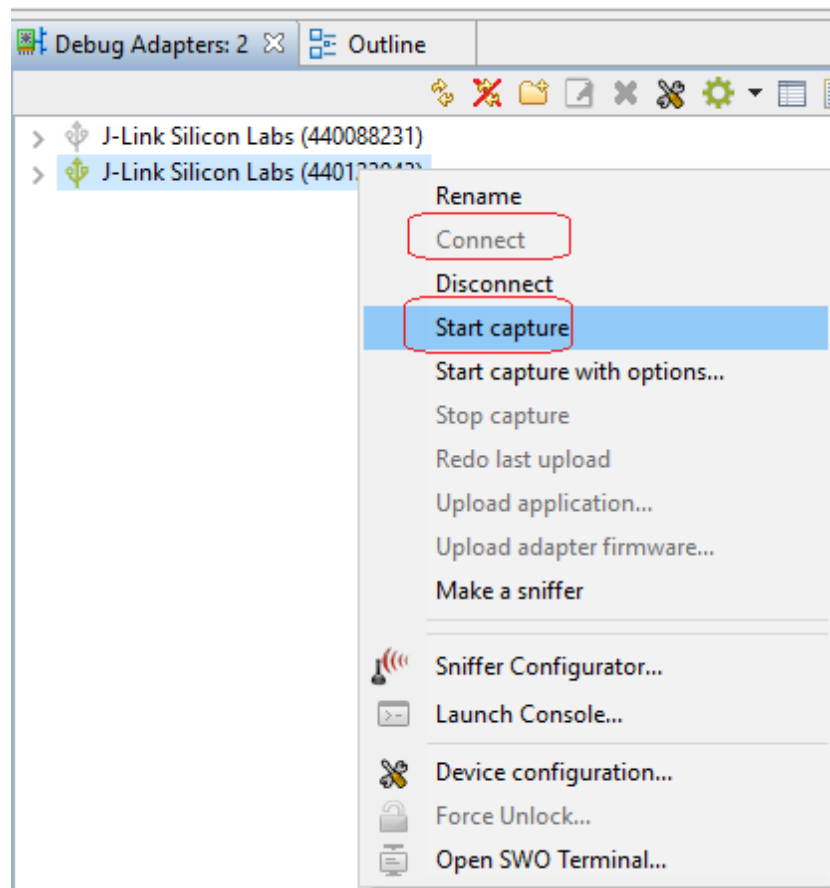 Debug Adapters: 2 Outline
J-Link Silicon Labs (440088231)
J-Link Silicon Labs
Rename
Connect
Disconnect
Start capture
Start capture with options...
Stop capture
Redo last upload
Upload application...
Upload adapter firmware...
Make a sniffer
Sniffer Configurator...
Launch Console...
Device configuration...
Force Unlock...
Open SWO Terminal...